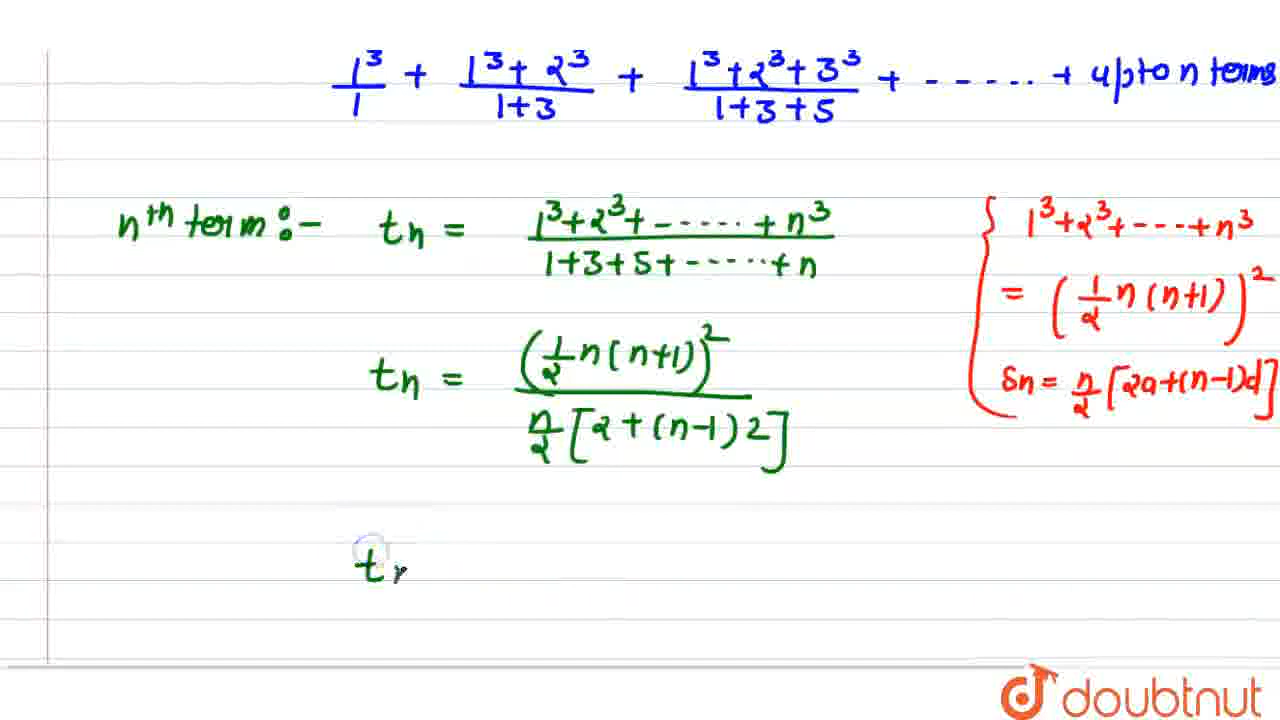 1³/1 + (1³+2³)/(1+3) + (1³+2³+3³)/(1+3+5) + ------ + upto n terms
nth term:- tn = (1³+2³+------+n³)/(1+3+5+------+n)
{ 1³+2³+----+n³
= (1/2 n(n+1))²
tn = (1/2 n(n+1))² / (n/2 [2+(n-1)2])
Sn = n/2 [2a+(n-1)d]
tr
doubtnut